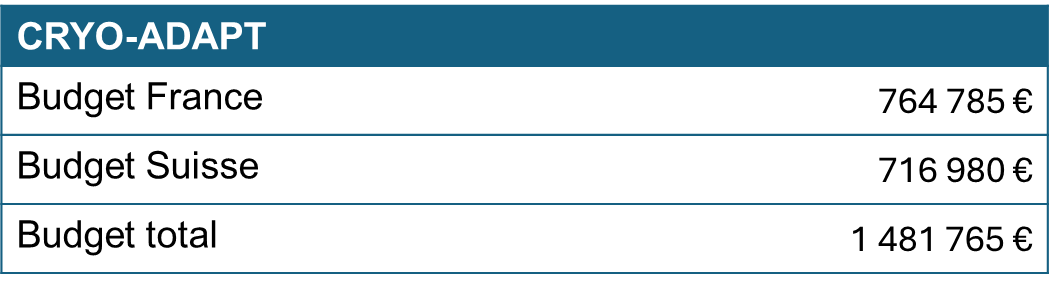 CRYO-ADAPT
Budget France 764 785 €
Budget Suisse 716 980 €
Budget total 1 481 765 €